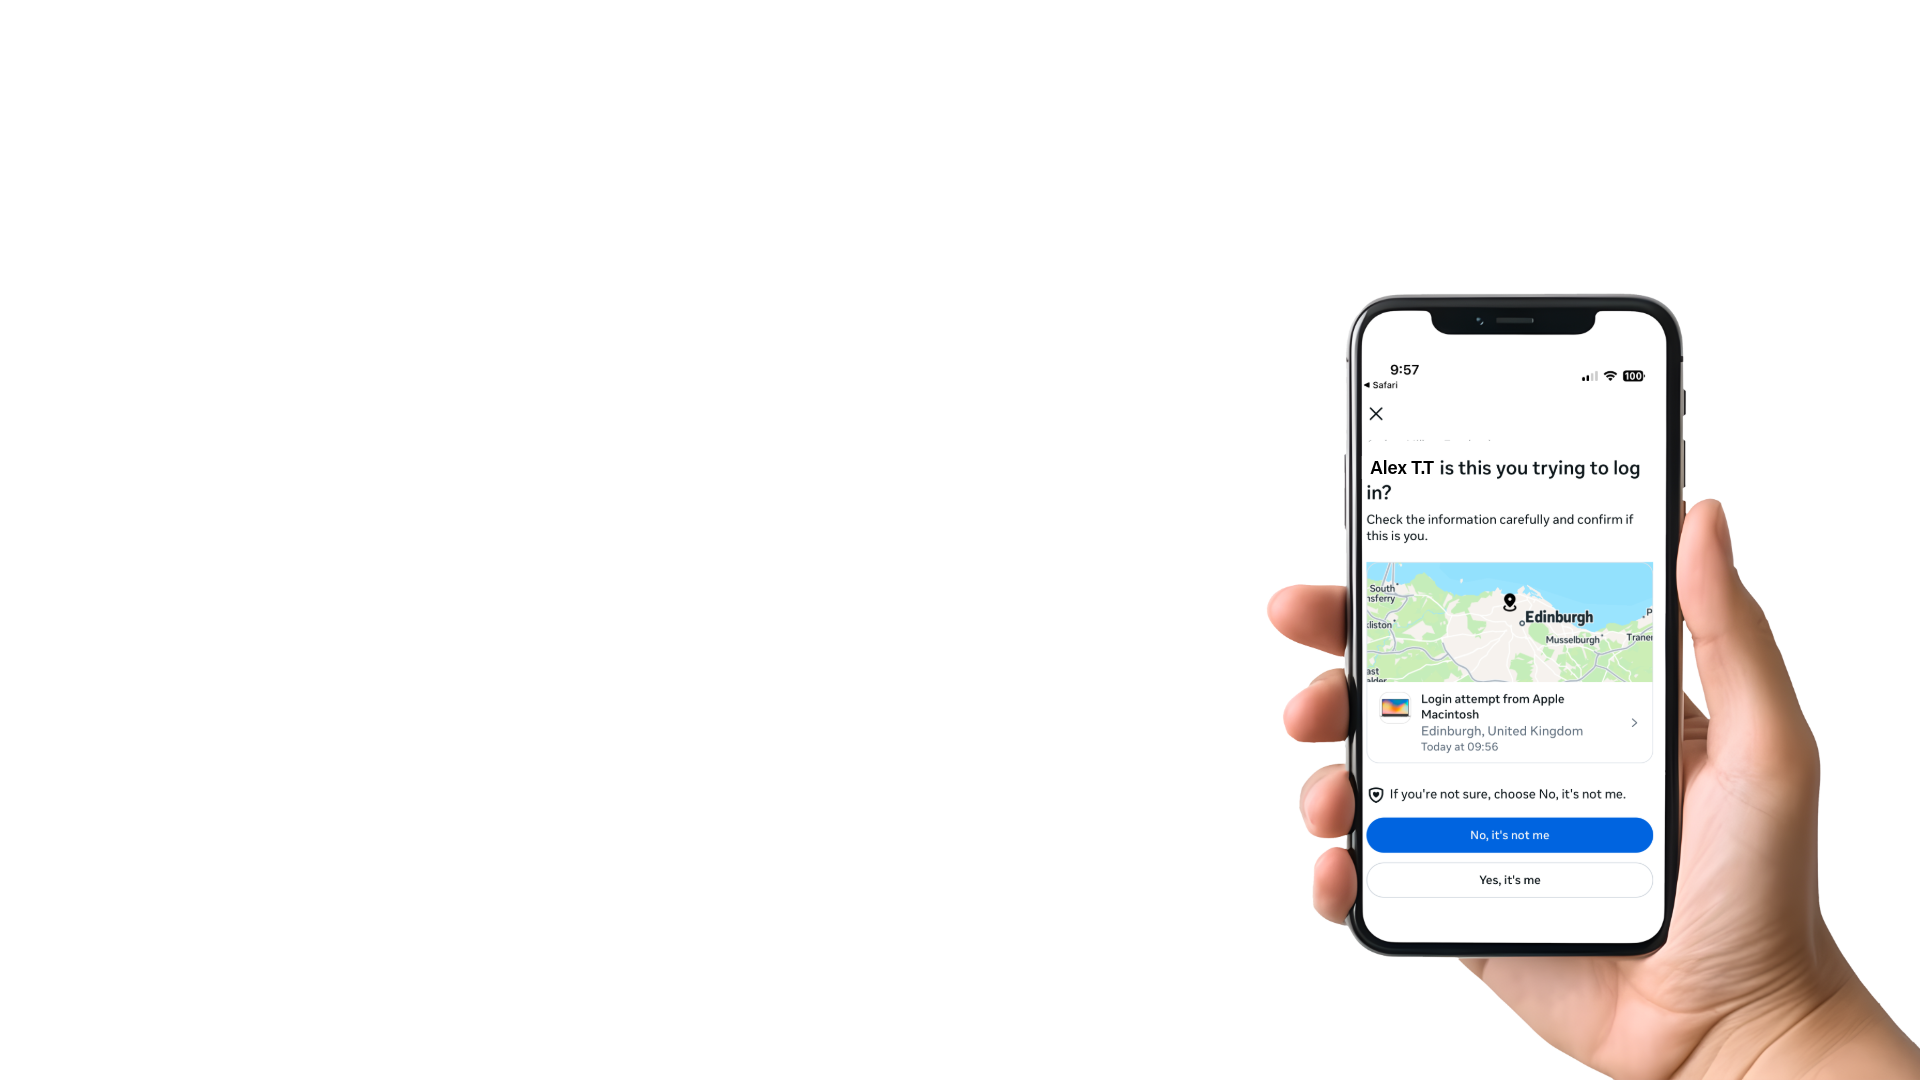 9:57
100
◀ Safari
Alex T.T is this you trying to log
in?
Check the information carefully and confirm if
this is you.
South
nsferry
liston
Edinburgh
Musselburgh
P
Traner
ast
alder
Login attempt from Apple
Macintosh
Edinburgh, United Kingdom
Today at 09:56
If you're not sure, choose No, it's not me.
No, it's not me
Yes, it's me